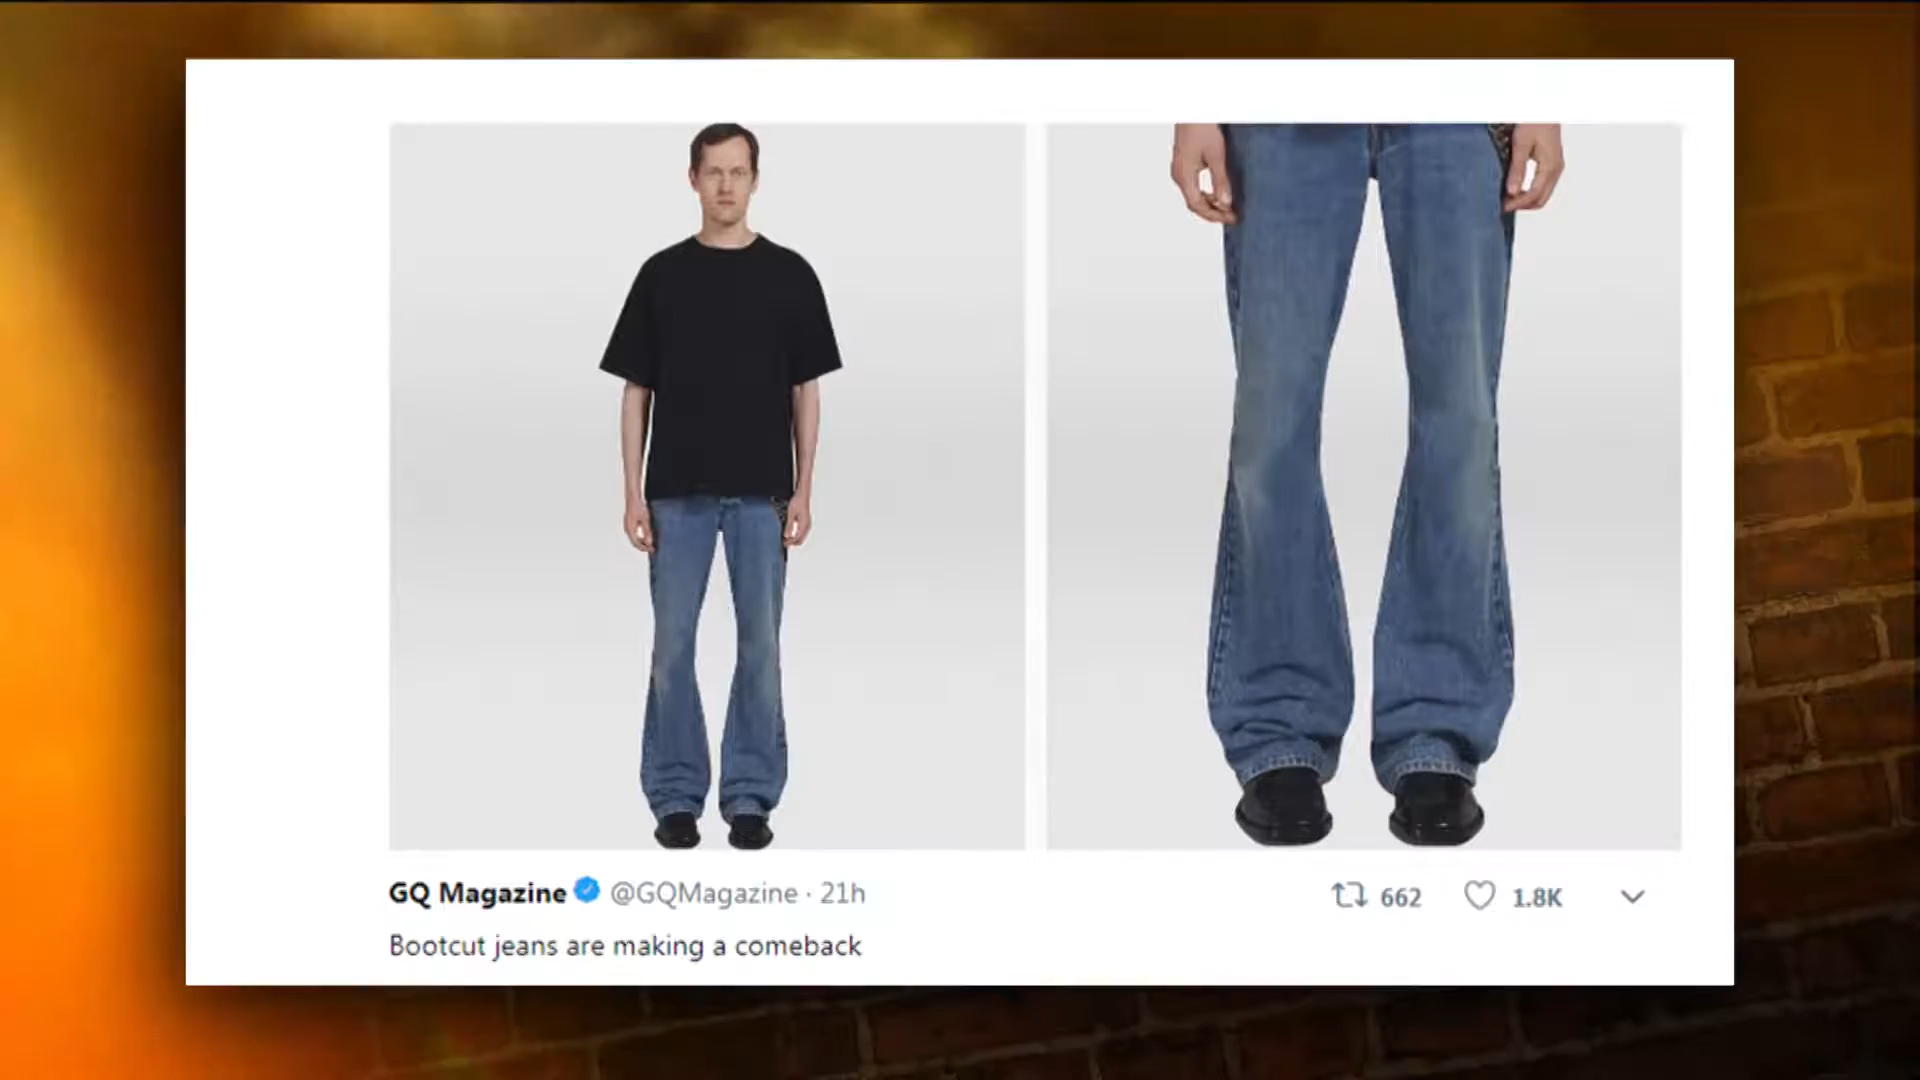 GQ Magazine @GQMagazine · 21h
662 1.8K
Bootcut jeans are making a comeback